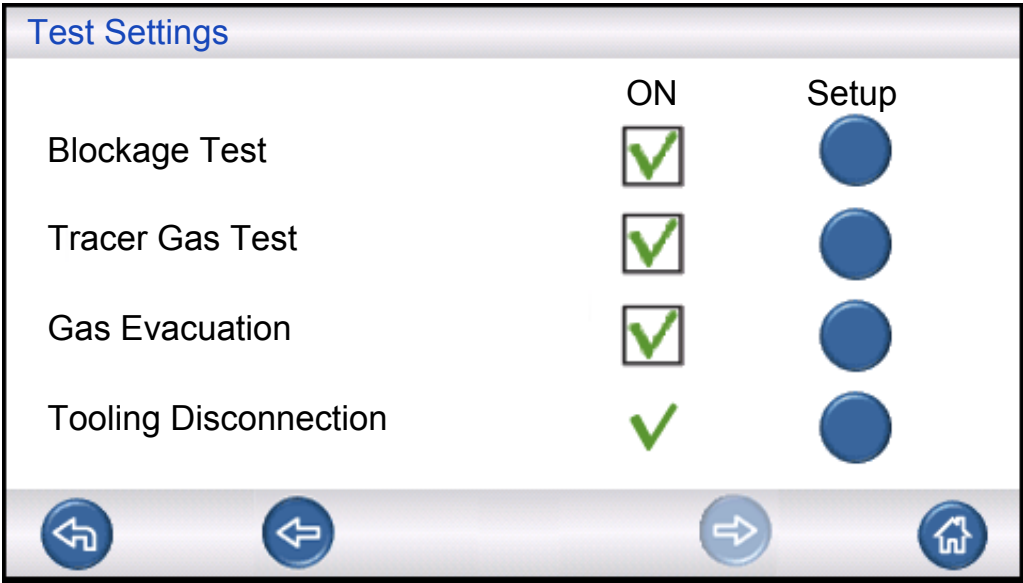 Test Settings
ON Setup
Blockage Test
Tracer Gas Test
Gas Evacuation
Tooling Disconnection